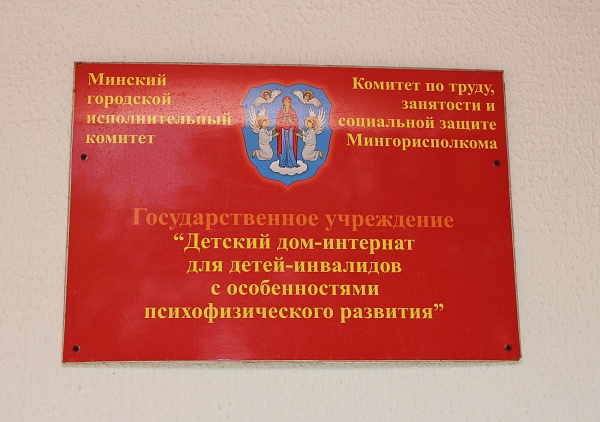 Минский
городской
исполнительный
комитет
Комитет по труду,
занятости и
социальной защите
Мингорисполкома
Государственное учреждение
“Детский дом-интернат
для детей-инвалидов
с особенностями
психофизического развития”